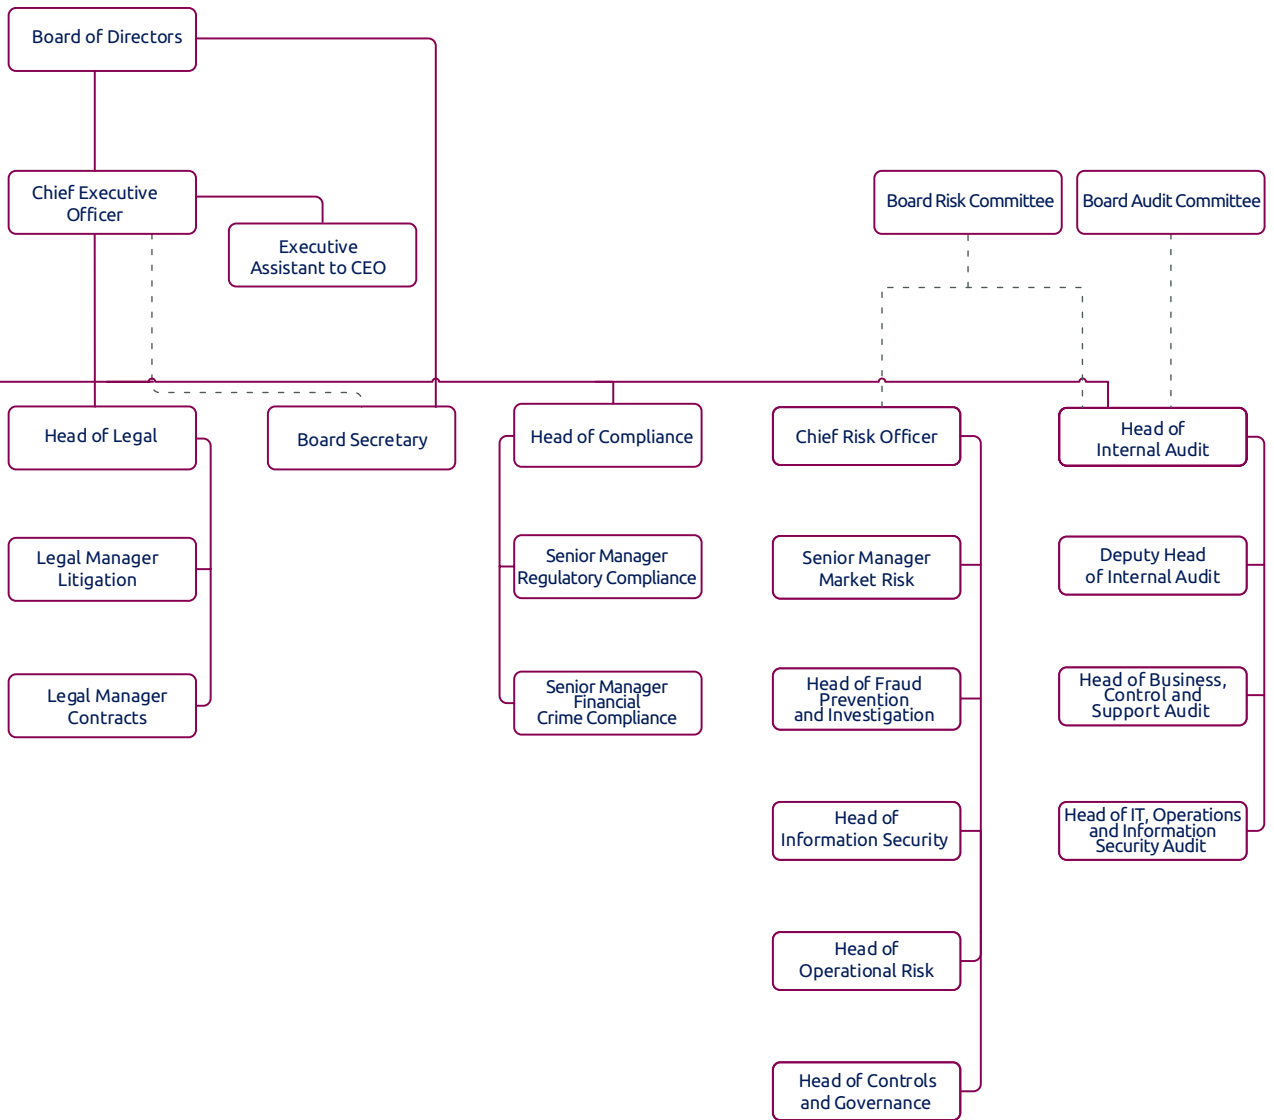 Board of Directors
Chief Executive
Officer
Executive
Assistant to CEO
Board Risk Committee
Board Audit Committee
Head of Legal
Board Secretary
Head of Compliance
Chief Risk Officer
Head of
Internal Audit
Legal Manager
Litigation
Senior Manager
Regulatory Compliance
Senior Manager
Market Risk
Deputy Head
of Internal Audit
Legal Manager
Contracts
Senior Manager
Financial
Crime Compliance
Head of Fraud
Prevention
and Investigation
Head of Business,
Control and
Support Audit
Head of
Information Security
Head of IT, Operations
and Information
Security Audit
Head of
Operational Risk
Head of Controls
and Governance